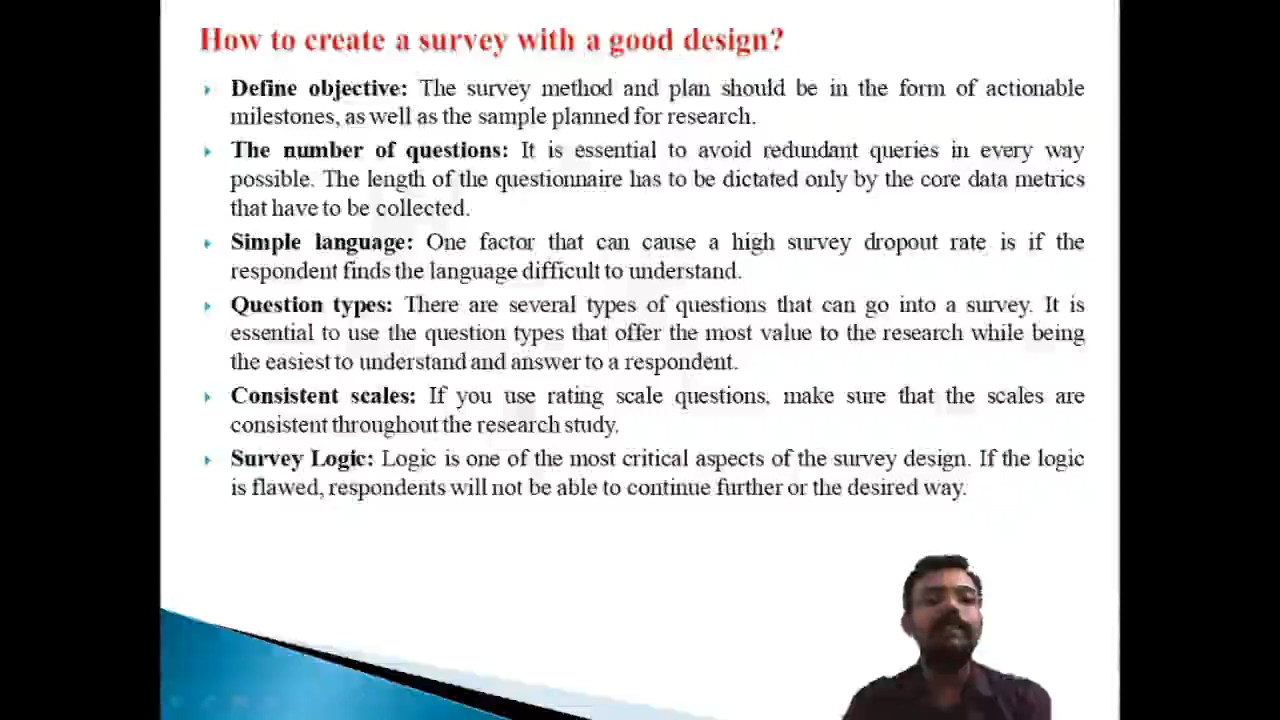 How to create a survey with a good design?
Define objective: The survey method and plan should be in the form of actionable
milestones, as well as the sample planned for research.
The number of questions: It is essential to avoid redundant queries in every way
possible. The length of the questionnaire has to be dictated only by the core data metrics
that have to be collected.
Simple language: One factor that can cause a high survey dropout rate is if the
respondent finds the language difficult to understand.
Question types: There are several types of questions that can go into a survey. It is
essential to use the question types that offer the most value to the research while being
the easiest to understand and answer to a respondent.
Consistent scales: If you use rating scale questions, make sure that the scales are
consistent throughout the research study.
Survey Logic: Logic is one of the most critical aspects of the survey design. If the logic
is flawed, respondents will not be able to continue further or the desired way.